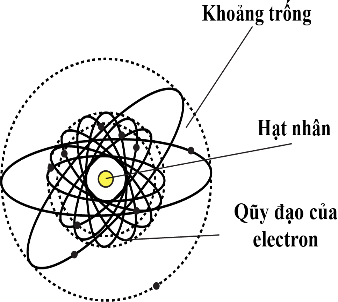 Khoảng trống
Hạt nhân
Qũy đạo của
electron